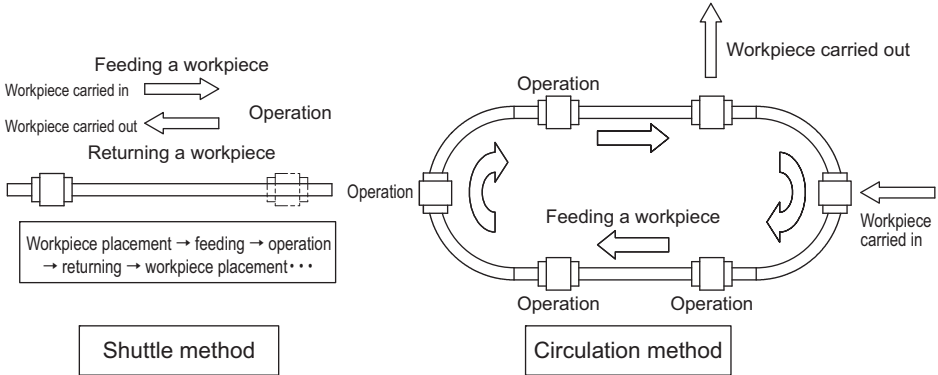 Feeding a workpiece
Workpiece carried in
Operation
Workpiece carried out
Returning a workpiece
Workpiece placement → feeding → operation
→ returning → workpiece placement･･･
Shuttle method
Workpiece carried out
Operation
Operation
Feeding a workpiece
Workpiece
carried in
Operation
Operation
Circulation method